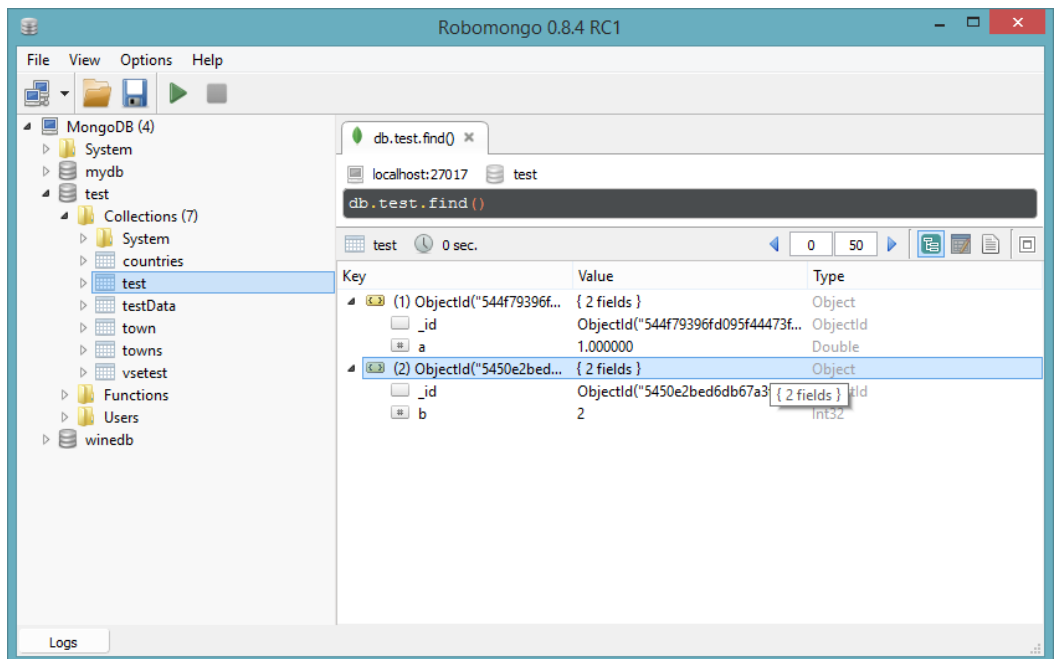 Robomongo 0.8.4 RC1
File View Options Help
MongoDB (4)
System
mydb
test
Collections (7)
System
countries
test
testData
town
towns
vsetest
Functions
Users
winedb
db.test.find()
localhost:27017 test
db.test.find()
test 0 sec. 0 50
Key Value Type
(1) ObjectId("544f79396f... { 2 fields } Object
_id ObjectId("544f79396fd095f44473f... ObjectId
# a 1.000000 Double
(2) ObjectId("5450e2bed... { 2 fields } Object
_id ObjectId("5450e2bed6db67a3 { 2 fields }
# b 2 Int32
Logs